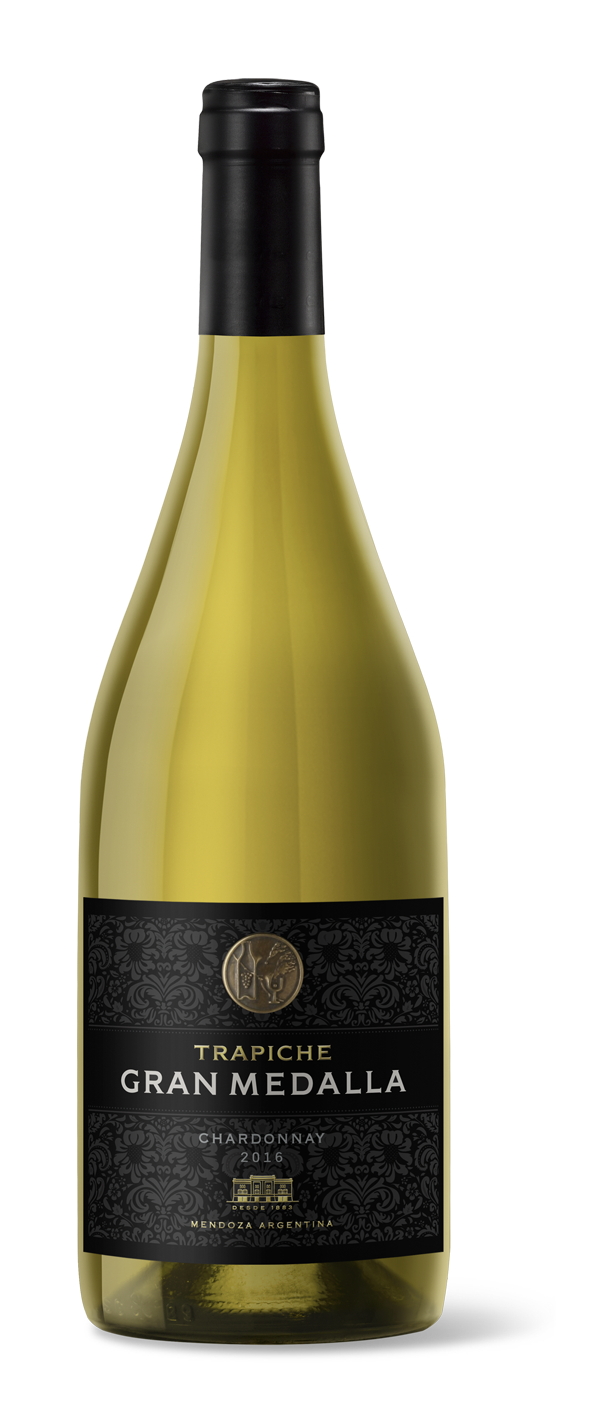 TRAPICHE
GRAN MEDALLA
CHARDONNAY
2016
DESDE 1883
MENDOZA ARGENTINA